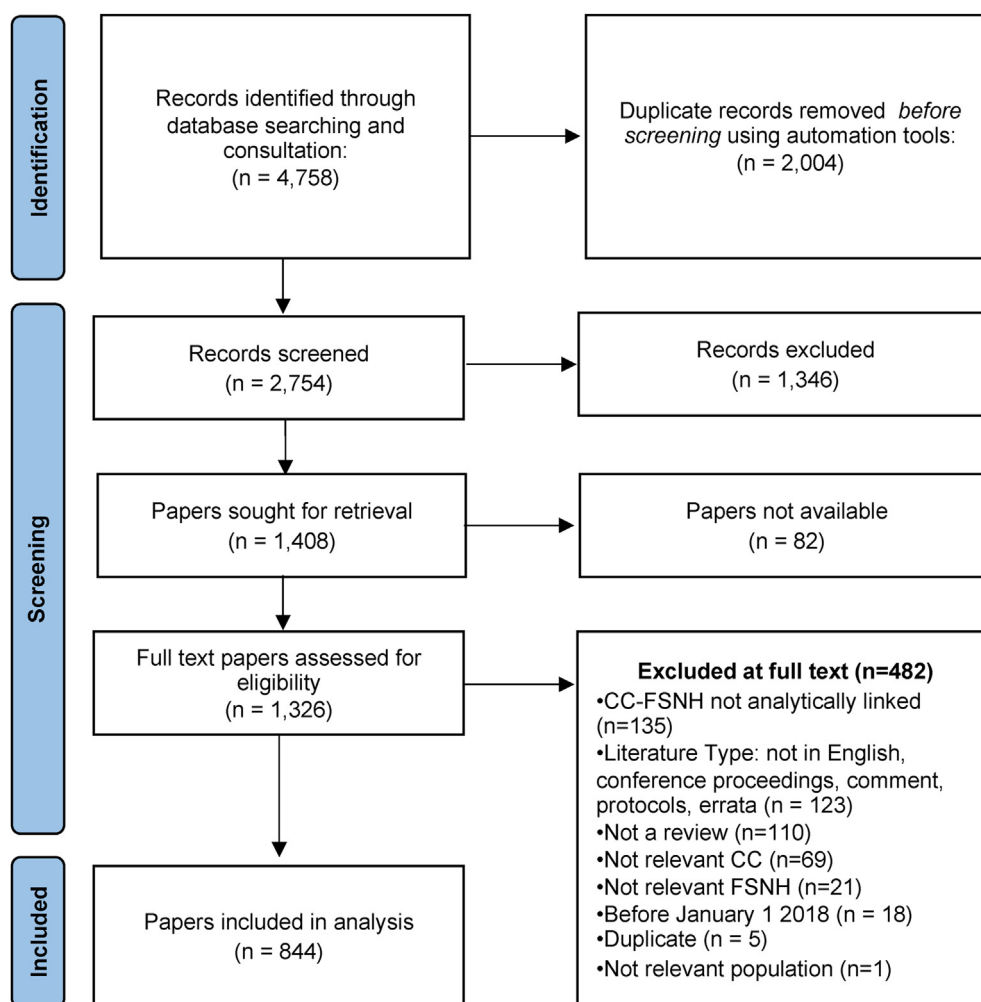 Identification
Records identified through
database searching and
consultation:
(n = 4,758)
Duplicate records removed before
screening using automation tools:
(n = 2,004)
Screening
Records screened
(n = 2,754)
Records excluded
(n = 1,346)
Papers sought for retrieval
(n = 1,408)
Papers not available
(n = 82)
Full text papers assessed for
eligibility
(n = 1,326)
Excluded at full text (n=482)
•CC-FSNH not analytically linked
(n=135)
•Literature Type: not in English,
conference proceedings, comment,
protocols, errata (n = 123)
•Not a review (n=110)
•Not relevant CC (n=69)
•Not relevant FSNH (n=21)
•Before January 1 2018 (n = 18)
•Duplicate (n = 5)
•Not relevant population (n=1)
Included
Papers included in analysis
(n = 844)